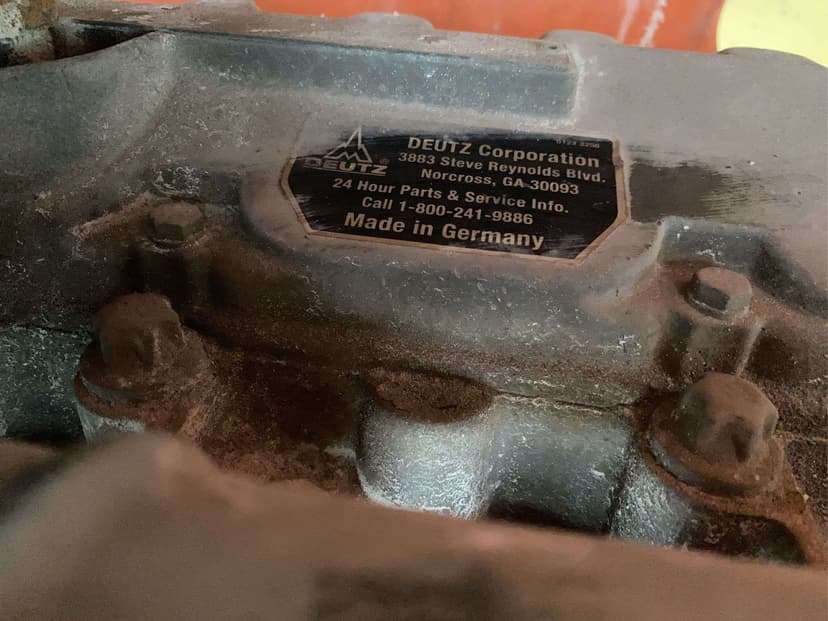 DEUTZ ®
DEUTZ Corporation
3883 Steve Reynolds Blvd.
Norcross, GA 30093
24 Hour Parts & Service Info.
Call 1-800-241-9886
Made in Germany